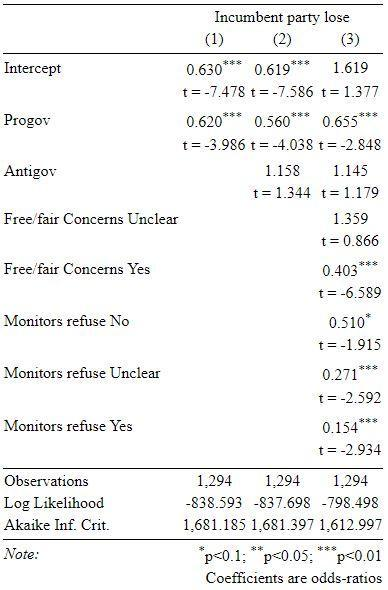 Incumbent party lose
(1) (2) (3)
Intercept 0.630*** 0.619*** 1.619
t = -7.478 t = -7.586 t = 1.377
Progov 0.620*** 0.560*** 0.655***
t = -3.986 t = -4.038 t = -2.848
Antigov 1.158 1.145
t = 1.344 t = 1.179
Free/fair Concerns Unclear 1.359
t = 0.866
Free/fair Concerns Yes 0.403***
t = -6.589
Monitors refuse No 0.510*
t = -1.915
Monitors refuse Unclear 0.271***
t = -2.592
Monitors refuse Yes 0.154***
t = -2.934
Observations 1,294 1,294 1,294
Log Likelihood -838.593 -837.698 -798.498
Akaike Inf. Crit. 1,681.185 1,681.397 1,612.997
Note: *p<0.1; **p<0.05; ***p<0.01
Coefficients are odds-ratios